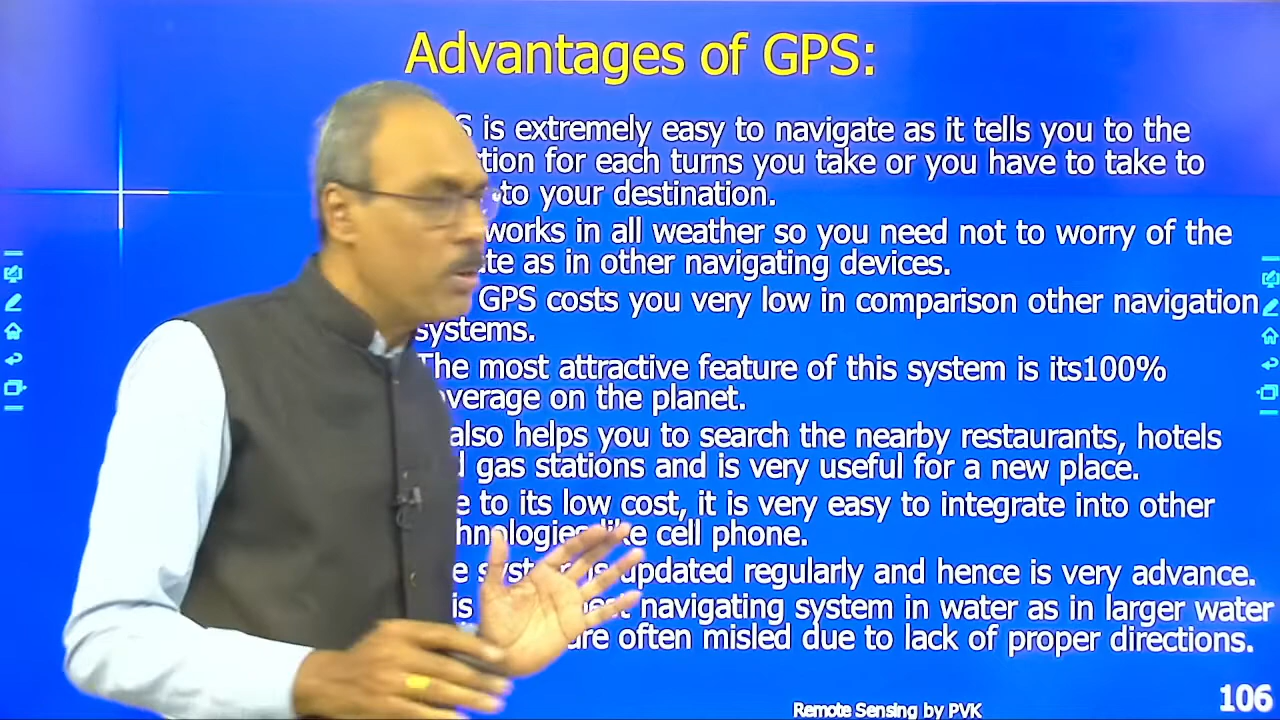 Advantages of GPS:
is extremely easy to navigate as it tells you to the
for each turns you take or you have to take to
to your destination.
works in all weather so you need not to worry of the
as in other navigating devices.
GPS costs you very low in comparison other navigation
systems.
The most attractive feature of this system is its100%
on the planet.
also helps you to search the nearby restaurants, hotels
gas stations and is very useful for a new place.
to its low cost, it is very easy to integrate into other
like cell phone.
is updated regularly and hence is very advance.
is navigating system in water as in larger water
are often misled due to lack of proper directions.
Remote Sensing by PVK
106